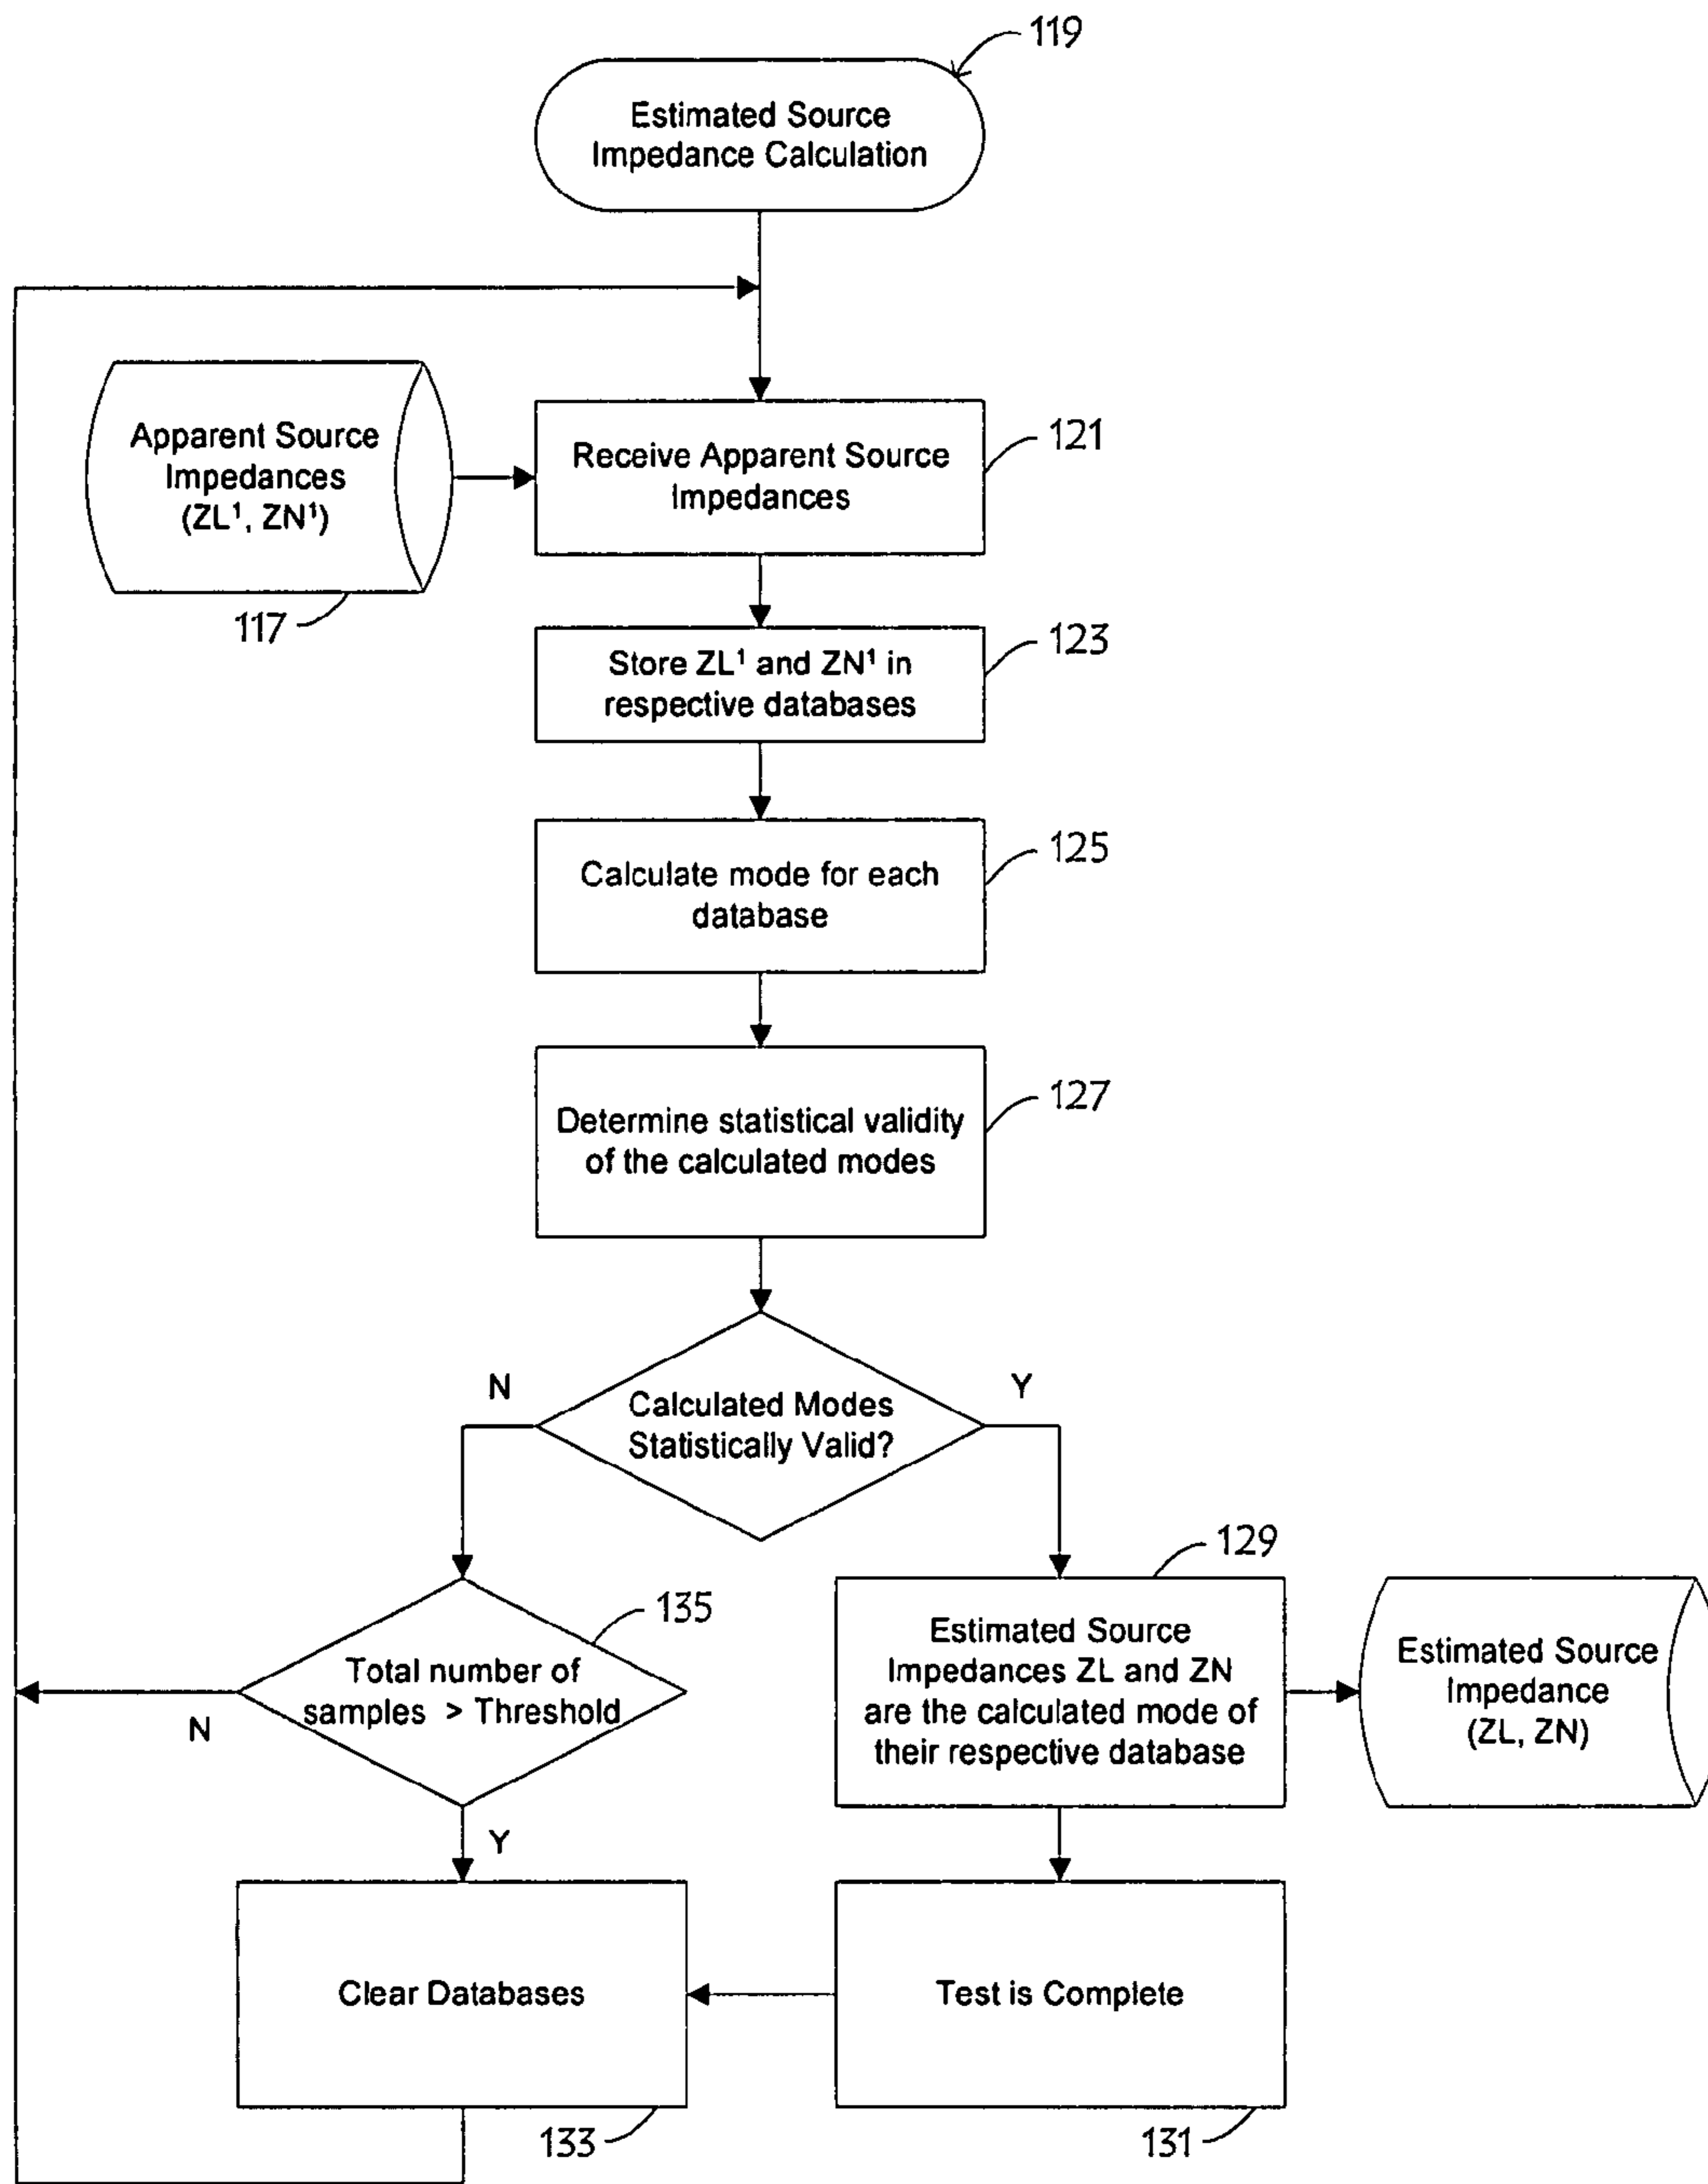 119
Estimated Source
Impedance Calculation
Apparent Source
Impedances
(ZL¹, ZN¹)
117
Receive Apparent Source
Impedances
121
Store ZL¹ and ZN¹ in
respective databases
123
Calculate mode for each
database
125
Determine statistical validity
of the calculated modes
127
N
Calculated Modes
Statistically Valid?
Y
135
Total number of
samples > Threshold
N
Y
129
Estimated Source
Impedances ZL and ZN
are the calculated mode of
their respective database
Estimated Source
Impedance
(ZL, ZN)
Clear Databases
133
Test is Complete
131